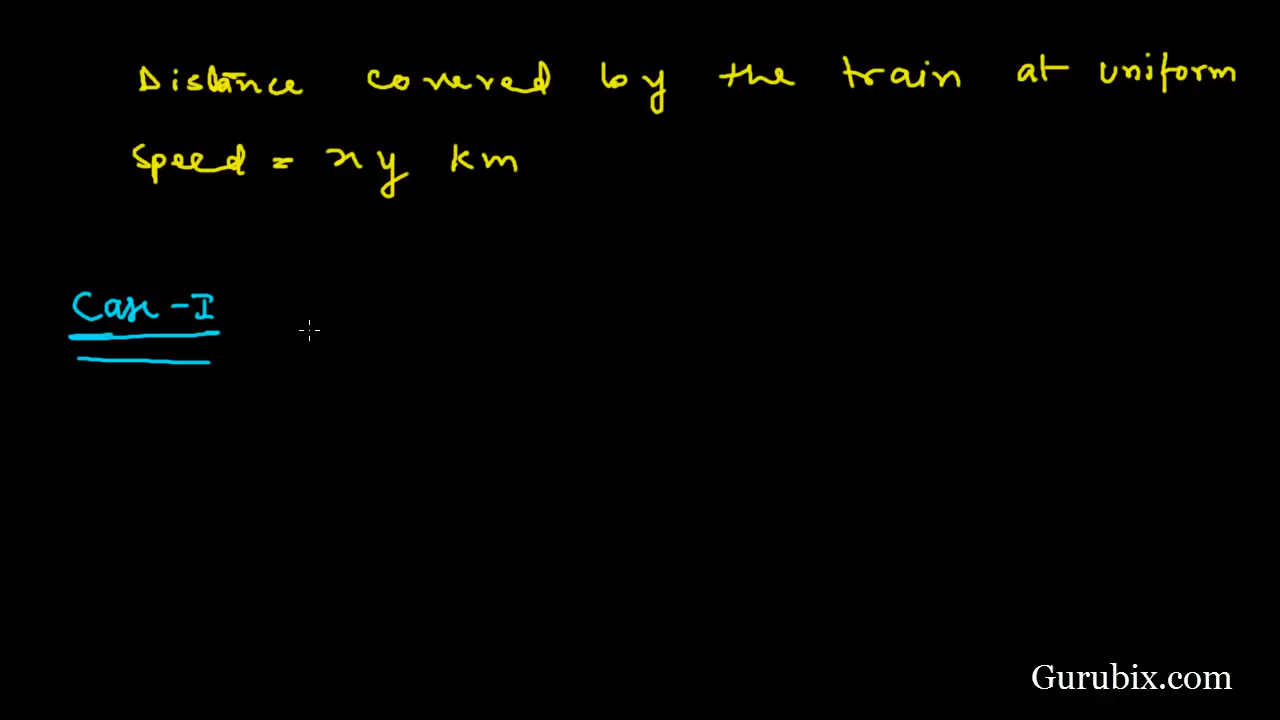 Distance covered by the train at uniform
speed = xy km
Case - I
Gurubix.com